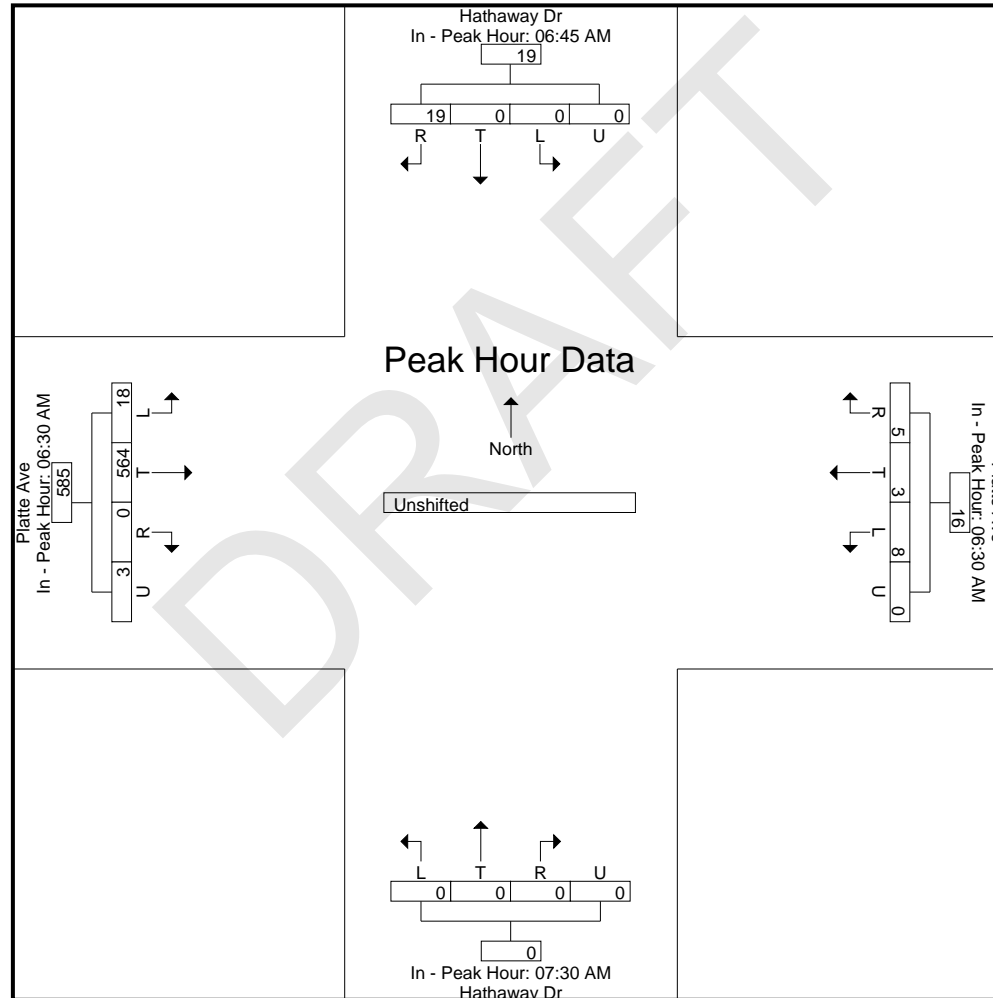 Hathaway Dr
In - Peak Hour: 06:45 AM
19
19 0 0 0
R T L U
Peak Hour Data
North
Unshifted
Platte Ave
In - Peak Hour: 06:30 AM
585
18 564 0 3
L T R U
In - Peak Hour: 06:30 AM
16
5 3 8 0
R T L U
L T R U
0 0 0 0
0
In - Peak Hour: 07:30 AM
Hathaway Dr
DRAFT